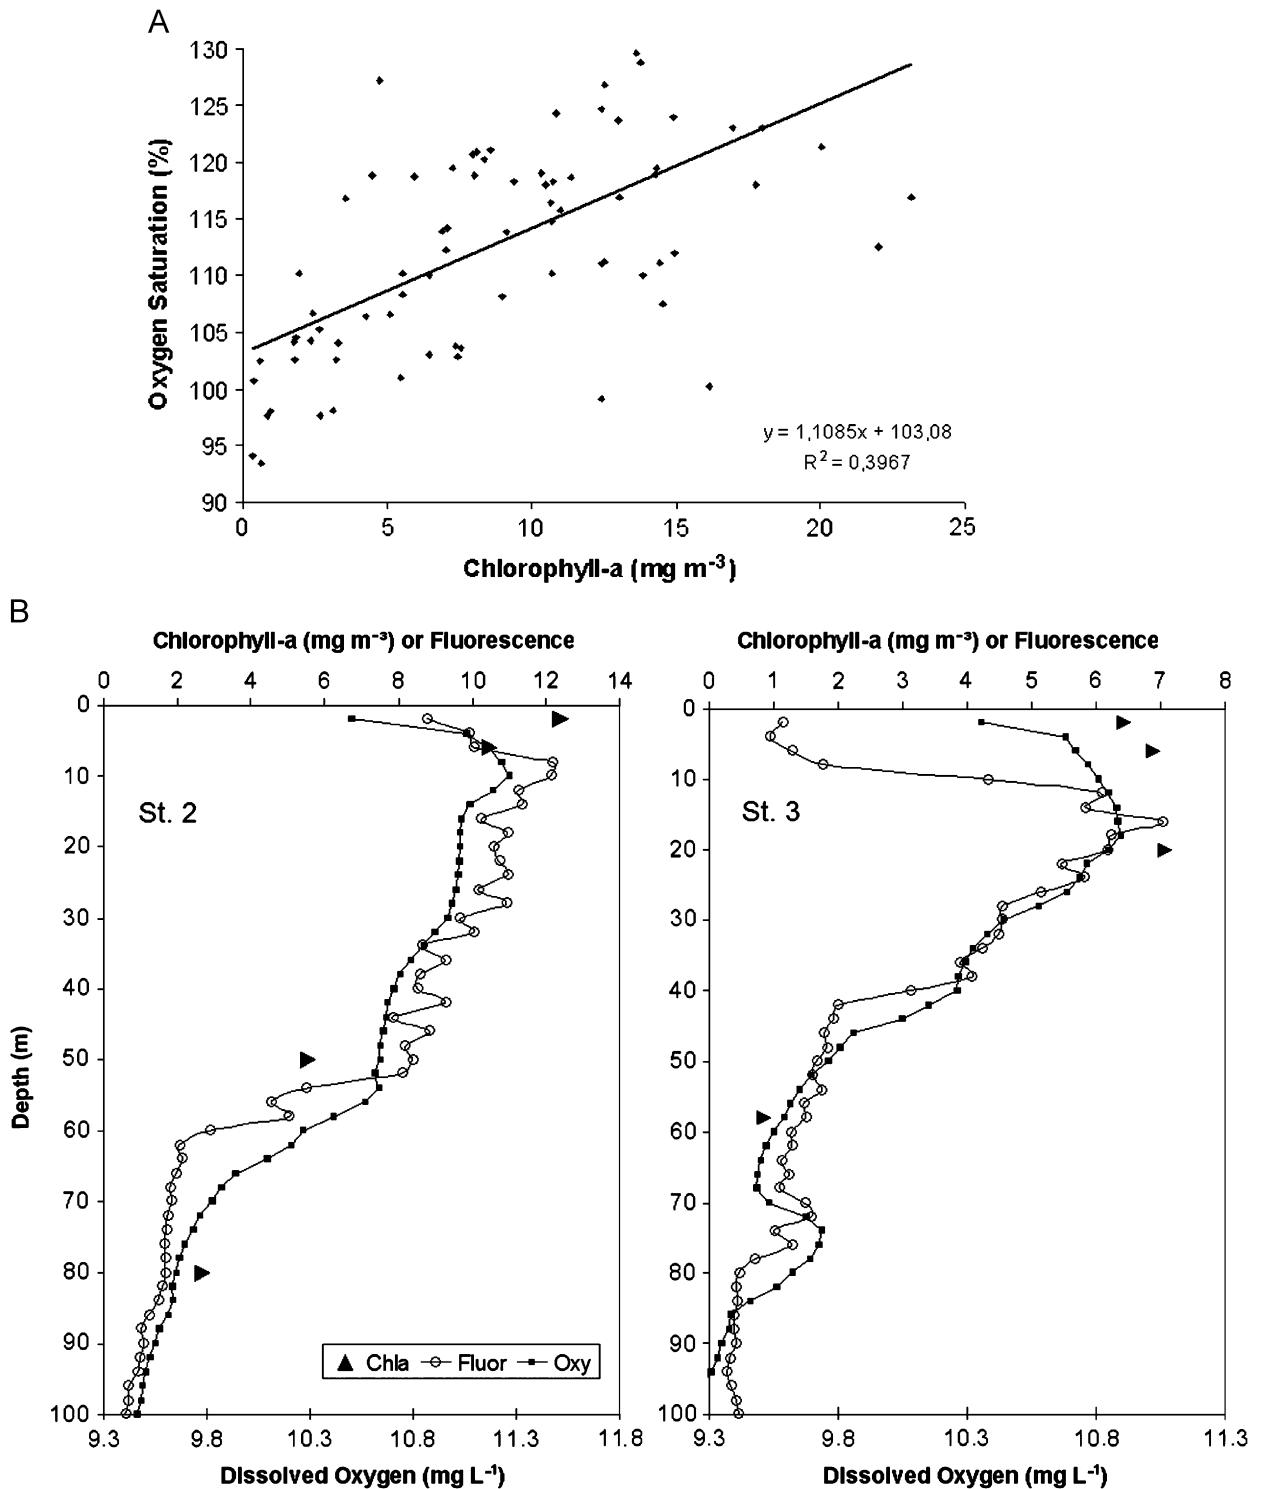 A
130
125
120
115
110
105
100
95
90
Oxygen Saturation (%)
y = 1,1085x + 103,08
R² = 0,3967
0 5 10 15 20 25
Chlorophyll-a (mg m⁻³)
B
Chlorophyll-a (mg m⁻³) or Fluorescence
0 2 4 6 8 10 12 14
0
10
20
30
40
50
60
70
80
90
100
Depth (m)
St. 2
Chla Fluor Oxy
9.3 9.8 10.3 10.8 11.3 11.8
Dissolved Oxygen (mg L⁻¹)
Chlorophyll-a (mg m⁻³) or Fluorescence
0 1 2 3 4 5 6 7 8
0
10
20
30
40
50
60
70
80
90
100
St. 3
9.3 9.8 10.3 10.8 11.3
Dissolved Oxygen (mg L⁻¹)